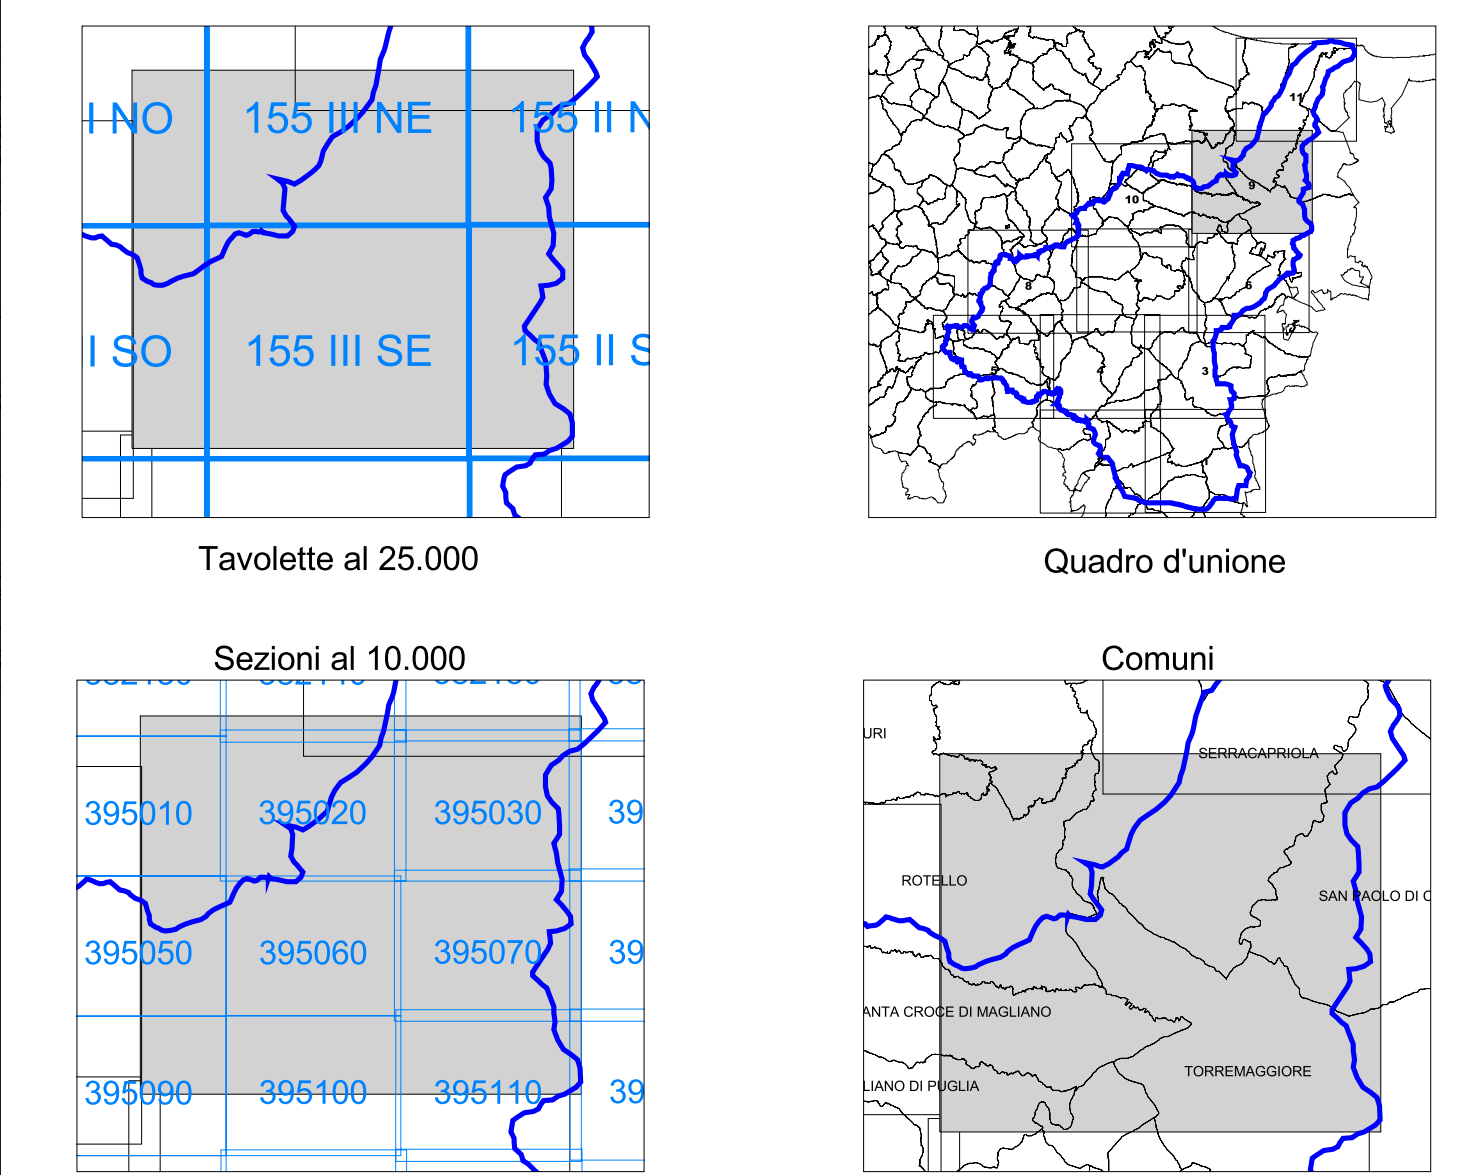 I NO 155 III NE 155 II N
I SO 155 III SE 155 II S
Tavolette al 25.000
11
9
10
8
6
3
Quadro d'unione
Sezioni al 10.000
395010 395020 395030 39
395050 395060 395070 39
395090 395100 395110 39
Comuni
URI
SERRACAPRIOLA
ROTELLO
SAN PAOLO DI C
ANTA CROCE DI MAGLIANO
TORREMAGGIORE
LIANO DI PUGLIA